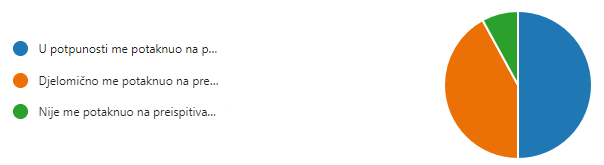 U potpunosti me potaknuo na p...
Djelomično me potaknuo na pre...
Nije me potaknuo na preispitiva...